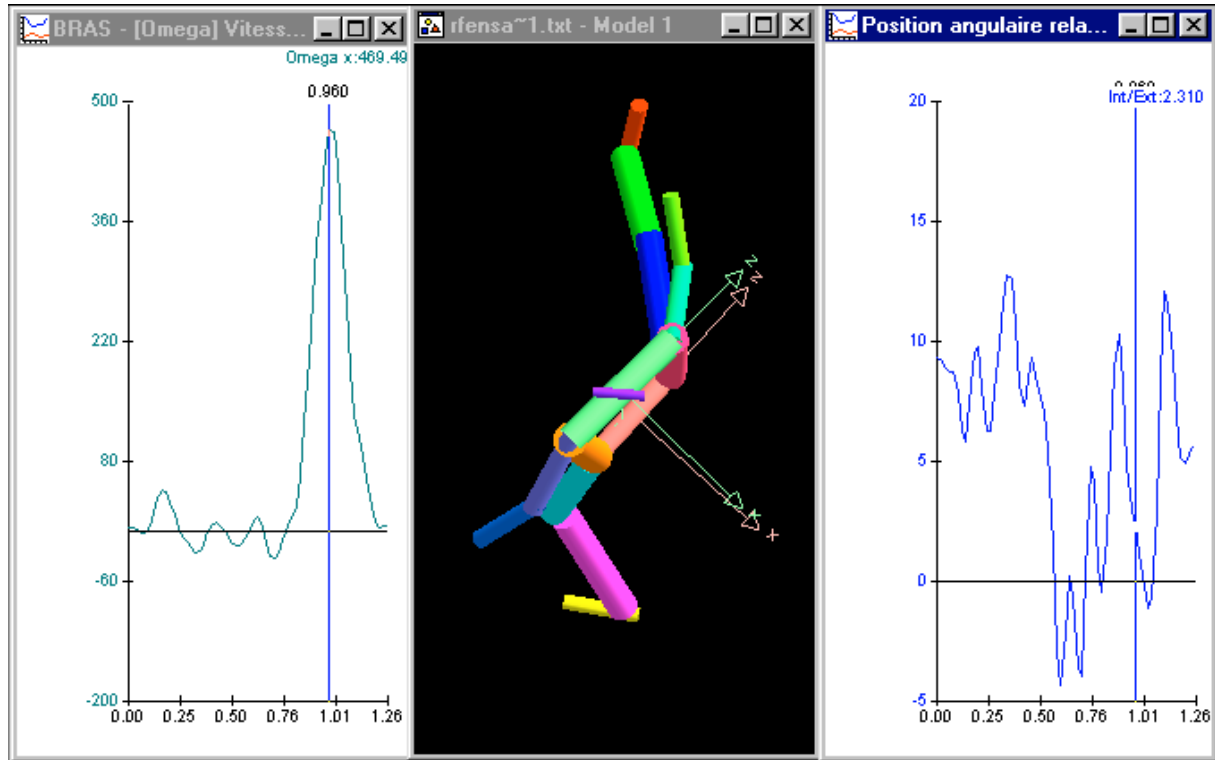 BRAS - [Omega] Vitess...
Omega x:469.49
0.960
500
360
220
80
-60
-200
0.00 0.25 0.50 0.76 1.01 1.26
rfensa~1.txt - Model 1
Z
Z
X
X
Position angulaire rela...
0.960
Int/Ext:2.310
20
15
10
5
0
-5
0.00 0.25 0.50 0.76 1.01 1.26